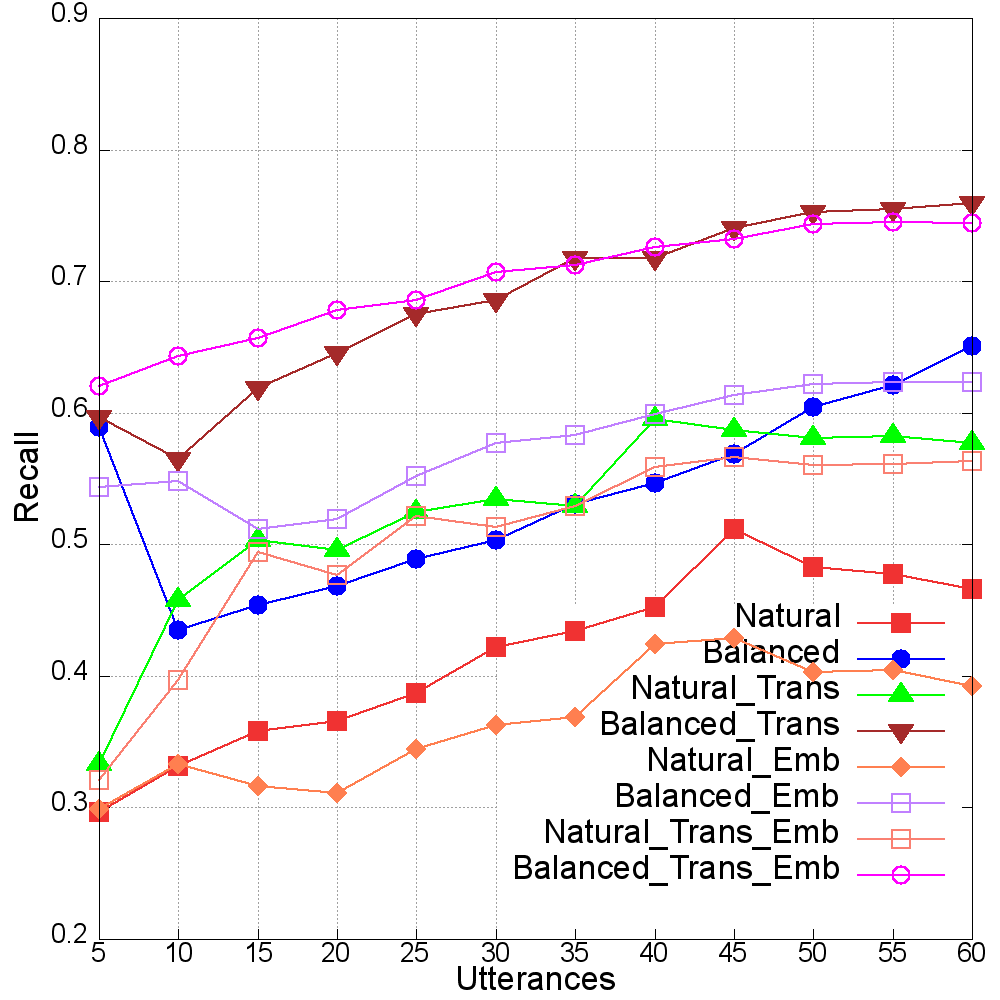 0.9
0.8
0.7
0.6
0.5
0.4
0.3
0.2
Recall
Natural
Balanced
Natural_Trans
Balanced_Trans
Natural_Emb
Balanced_Emb
Natural_Trans_Emb
Balanced_Trans_Emb
5 10 15 20 25 30 35 40 45 50 55 60
Utterances